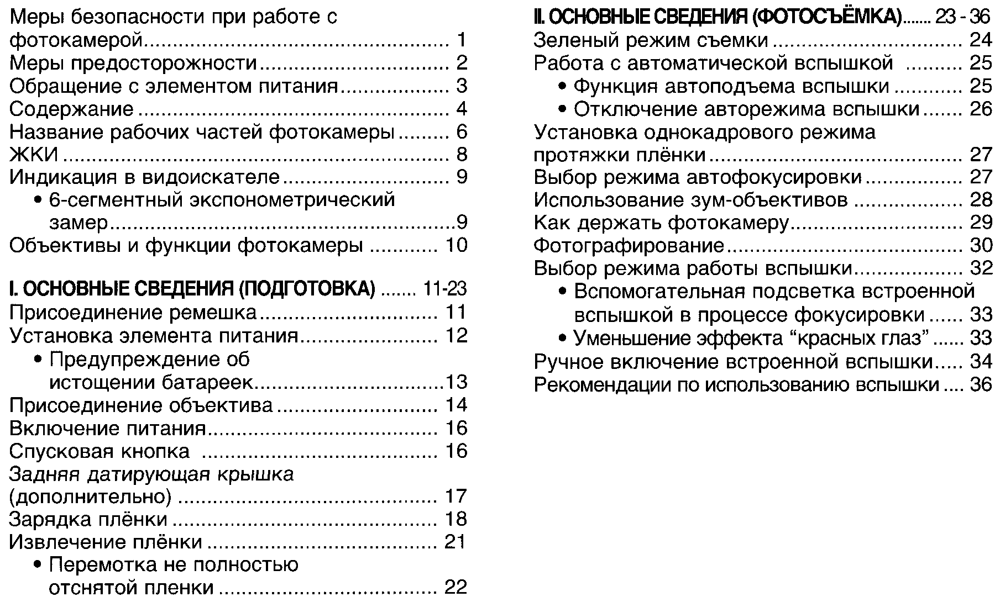 Меры безопасности при работе с
фотокамерой................................................ 1
Меры предосторожности................................. 2
Обращение с элементом питания................... 3
Содержание ...................................................... 4
Название рабочих частей фотокамеры ......... 6
ЖКИ ................................................................... 8
Индикация в видоискателе............................. 9
• 6-сегментный экспонометрический
замер............................................................9
Объективы и функции фотокамеры ............ 10
I. ОСНОВНЫЕ СВЕДЕНИЯ (ПОДГОТОВКА) ....... 11-23
Присоединение ремешка............................... 11
Установка элемента питания........................ 12
• Предупреждение об
истощении батареек.................................13
Присоединение объектива ............................ 14
Включение питания........................................ 16
Спусковая кнопка ......................................... 16
Задняя датирующая крышка
(дополнительно) ............................................. 17
Зарядка плёнки .............................................. 18
Извлечение плёнки ........................................ 21
• Перемотка не полностью
отснятой пленки ...................................... 22
II. ОСНОВНЫЕ СВЕДЕНИЯ (ФОТОСЪЁМКА)....... 23 - 36
Зеленый режим съемки ................................. 24
Работа с автоматической вспышкой .......... 25
• Функция автоподъема вспышки ............ 25
• Отключение авторежима вспышки ....... 26
Установка однокадрового режима
протяжки плёнки ............................................ 27
Выбор режима автофокусировки ................. 27
Использование зум-объективов ................... 28
Как держать фотокамеру.............................. 29
Фотографирование......................................... 30
Выбор режима работы вспышки................... 32
• Вспомогательная подсветка встроенной
вспышкой в процессе фокусировки ...... 33
• Уменьшение эффекта “красных глаз” ...... 33
Ручное включение встроенной вспышки..... 34
Рекомендации по использованию вспышки .... 36